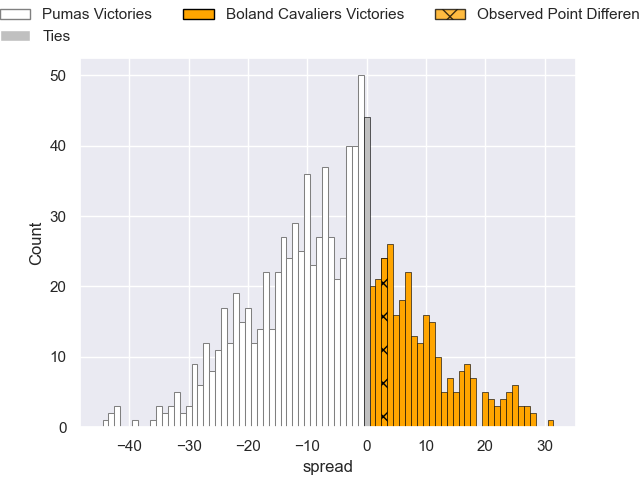 Pumas Victories
Boland Cavaliers Victories
Observed Point Differen
Ties
50
40
30
20
10
0
Count
−40
−30
−20
−10
0
10
20
30
spread